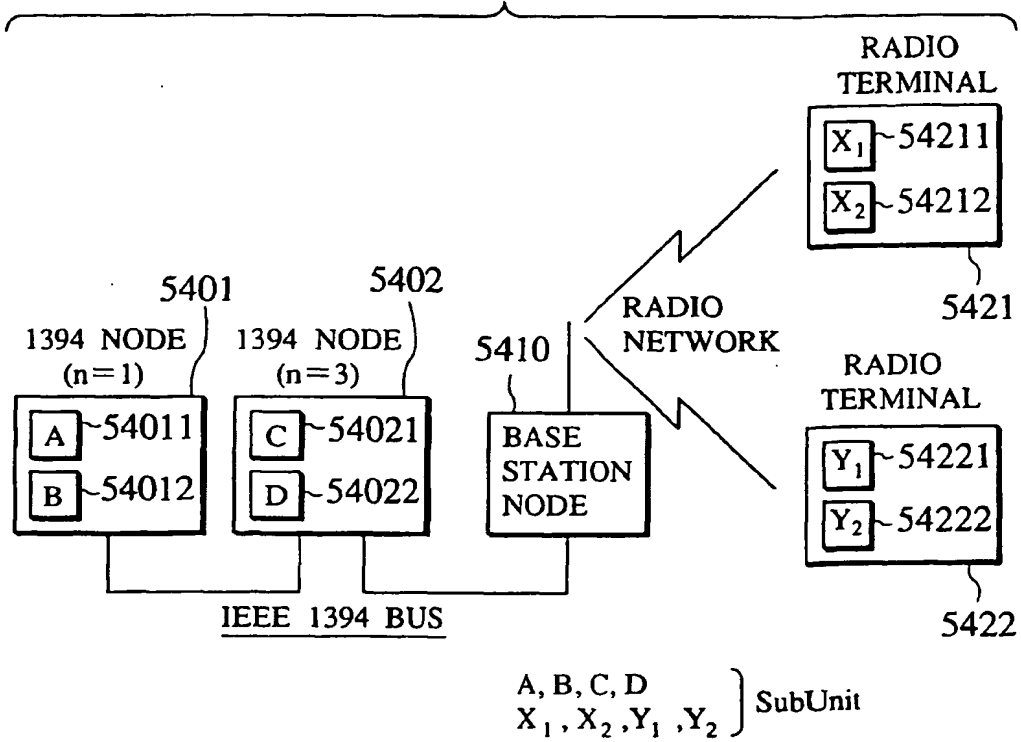 RADIO
TERMINAL
X1 54211
X2 54212
5421
5401
5402
1394 NODE
(n=1)
1394 NODE
(n=3)
5410
RADIO
NETWORK
A 54011
B 54012
C 54021
D 54022
BASE
STATION
NODE
RADIO
TERMINAL
Y1 54221
Y2 54222
5422
IEEE 1394 BUS
A, B, C, D
X1 , X2 ,Y1 ,Y2
SubUnit